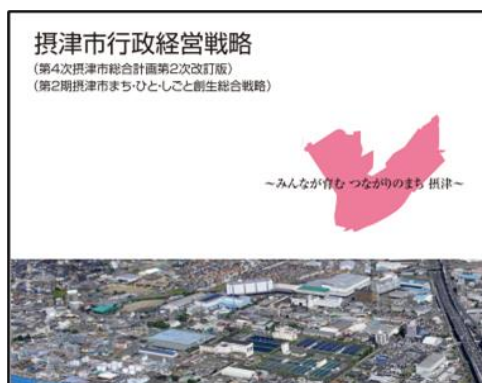 摂津市行政経営戦略
(第4次摂津市総合計画第2次改訂版)
(第2期摂津市まち・ひと・しごと創生総合戦略)
～みんなが育む つながりのまち 摂津～